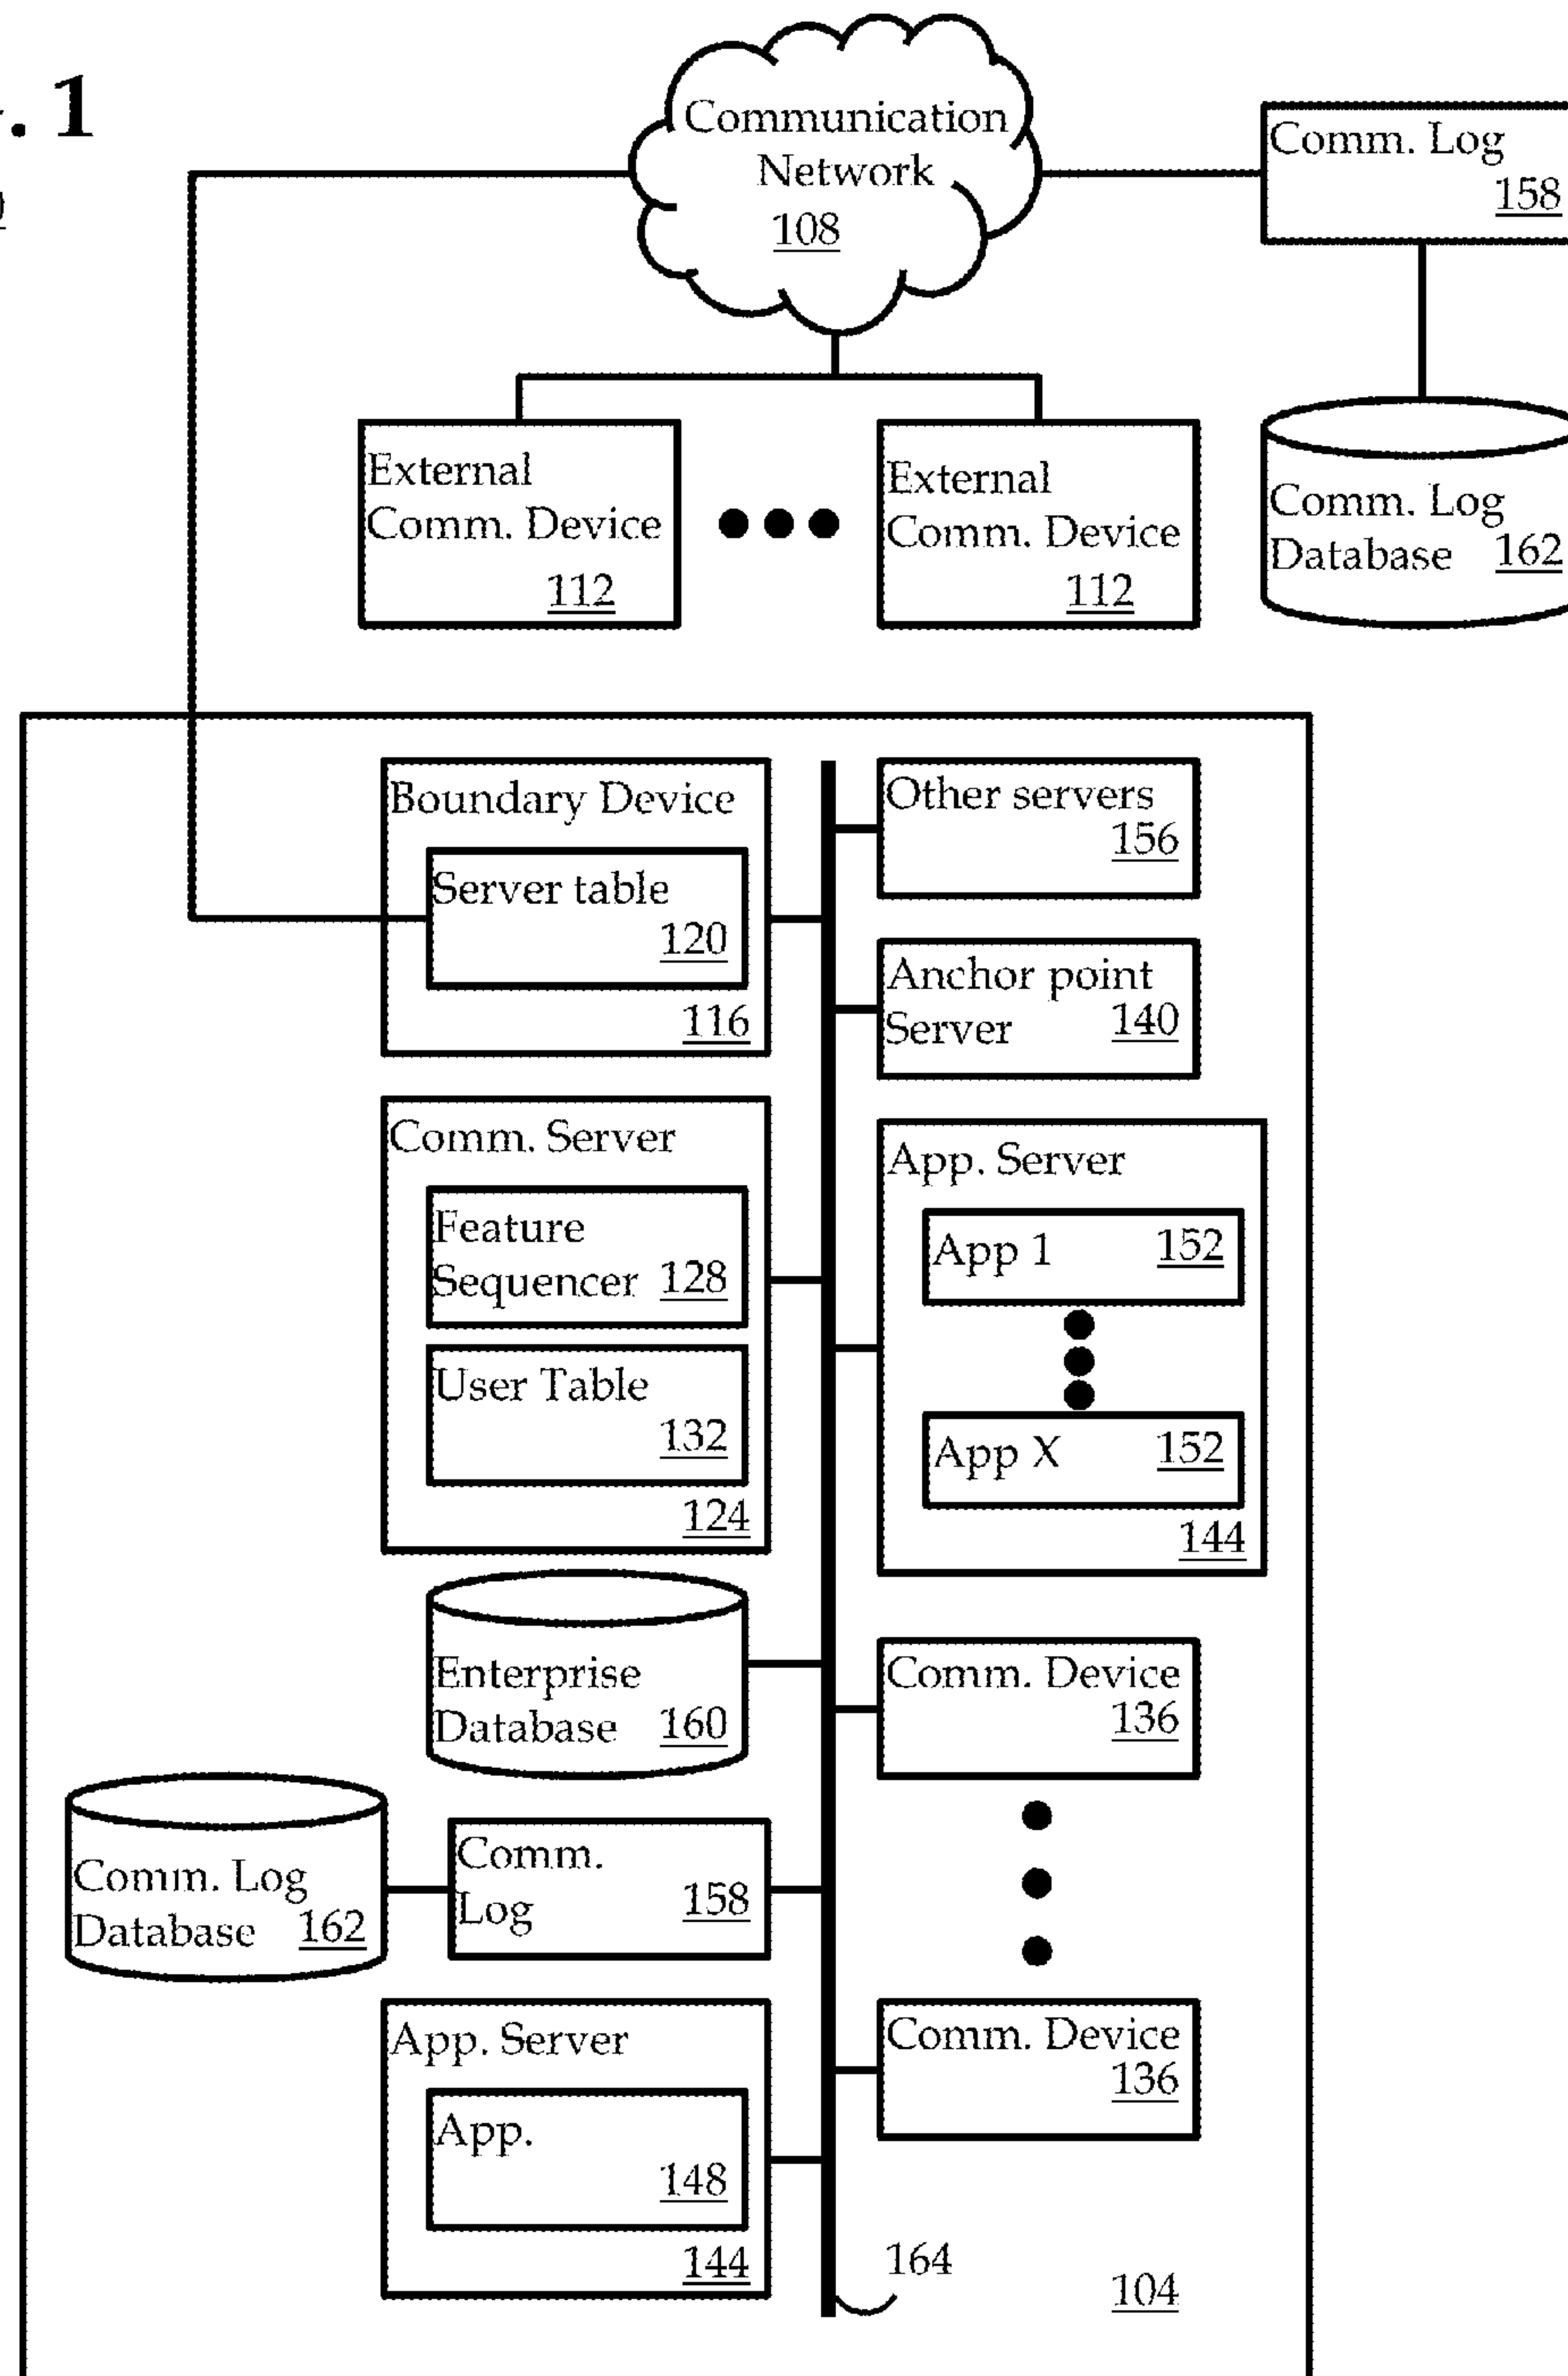 . 1
Communication
Network
108
Comm. Log
158
External
Comm. Device
112
External
Comm. Device
112
Comm. Log
Database 162
Boundary Device
Server table
120
116
Other servers
156
Anchor point
Server 140
Comm. Server
Feature
Sequencer 128
User Table
132
124
App. Server
App 1 152
App X 152
144
Enterprise
Database 160
Comm. Device
136
Comm. Log
Database 162
Comm.
Log 158
App. Server
App.
148
144
Comm. Device
136
164
104